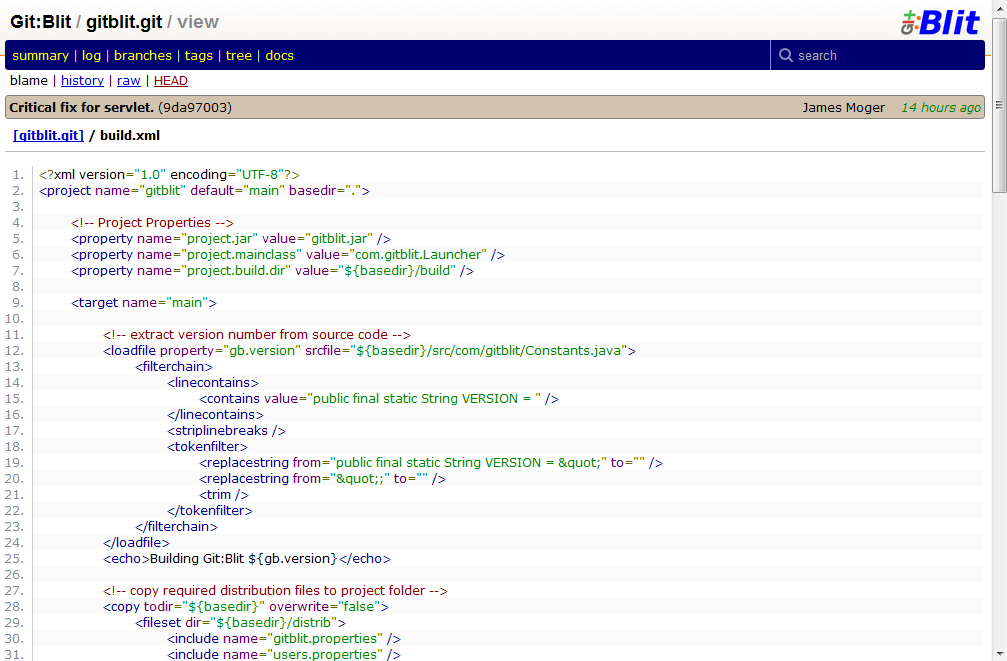 Git:Blit / gitblit.git / view
Git:Blit
summary | log | branches | tags | tree | docs
search
blame | history | raw | HEAD
Critical fix for servlet. (9da97003)
James Moger 14 hours ago
[gitblit.git] / build.xml
1. <?xml version="1.0" encoding="UTF-8"?>
2. <project name="gitblit" default="main" basedir=".">
3.
4. <!-- Project Properties -->
5. <property name="project.jar" value="gitblit.jar" />
6. <property name="project.mainclass" value="com.gitblit.Launcher" />
7. <property name="project.build.dir" value="${basedir}/build" />
8.
9. <target name="main">
10.
11. <!-- extract version number from source code -->
12. <loadfile property="gb.version" srcfile="${basedir}/src/com/gitblit/Constants.java">
13. <filterchain>
14. <linecontains>
15. <contains value="public final static String VERSION = " />
16. </linecontains>
17. <striplinebreaks />
18. <tokenfilter>
19. <replacestring from="public final static String VERSION = &quot;" to="" />
20. <replacestring from="&quot;;" to="" />
21. <trim />
22. </tokenfilter>
23. </filterchain>
24. </loadfile>
25. <echo>Building Git:Blit ${gb.version}</echo>
26.
27. <!-- copy required distribution files to project folder -->
28. <copy todir="${basedir}" overwrite="false">
29. <fileset dir="${basedir}/distrib">
30. <include name="gitblit.properties" />
31. <include name="users.properties" />